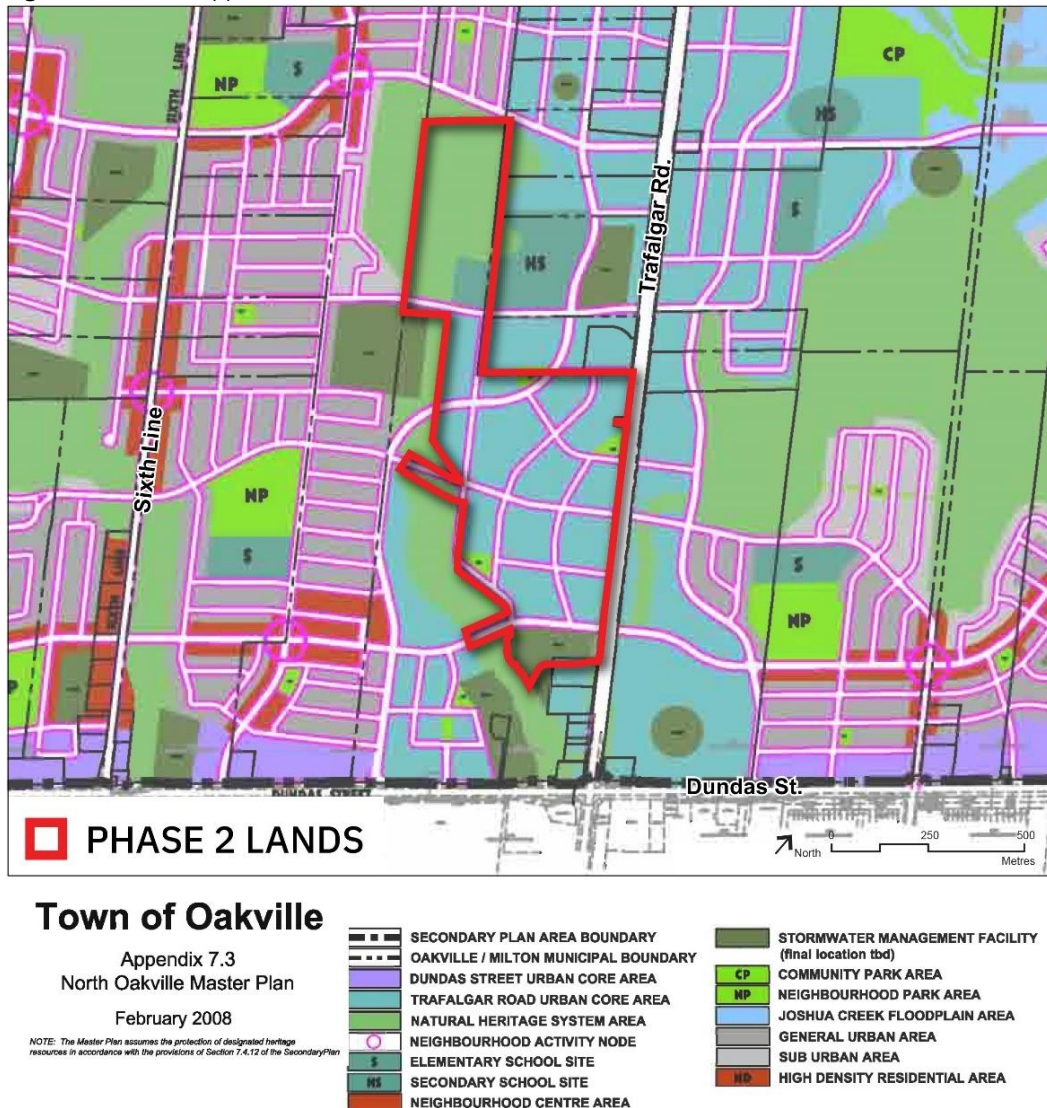 NP
S
SIXTH LINE
CP
HS
S
Trafalgar Rd.
HS
Sixth Line
NP
S
S
NP
Dundas St.
DUNDAS STREET
PHASE 2 LANDS
North
0 250 500
Metres
Town of Oakville
Appendix 7.3
North Oakville Master Plan
February 2008
NOTE: The Master Plan assumes the protection of designated heritage
resources in accordance with the provisions of Section 7.4.12 of the SecondaryPlan
SECONDARY PLAN AREA BOUNDARY
OAKVILLE / MILTON MUNICIPAL BOUNDARY
DUNDAS STREET URBAN CORE AREA
TRAFALGAR ROAD URBAN CORE AREA
NATURAL HERITAGE SYSTEM AREA
NEIGHBOURHOOD ACTIVITY NODE
S ELEMENTARY SCHOOL SITE
HS SECONDARY SCHOOL SITE
NEIGHBOURHOOD CENTRE AREA
STORMWATER MANAGEMENT FACILITY
(final location tbd)
CP COMMUNITY PARK AREA
NP NEIGHBOURHOOD PARK AREA
JOSHUA CREEK FLOODPLAIN AREA
GENERAL URBAN AREA
SUB URBAN AREA
HD HIGH DENSITY RESIDENTIAL AREA